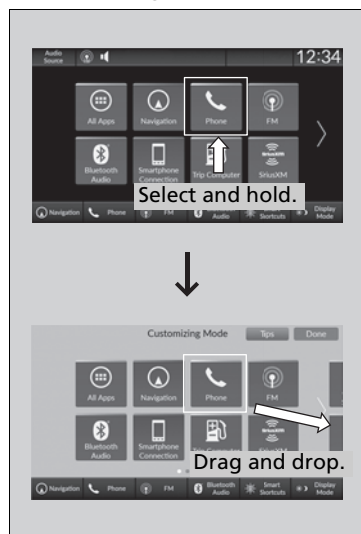 Audio
Source
12:34
All Apps
Navigation
Phone
FM
Bluetooth
Audio
Smartphone
Connection
Trip Computer
SiriusXM
Select and hold.
Navigation
Phone
FM
Bluetooth
Audio
Smart
Shortcuts
Display
Mode
Customizing Mode
Tips
Done
All Apps
Navigation
Phone
FM
Bluetooth
Audio
Smartphone
Connection
SiriusXM
Drag and drop.
Navigation
Phone
FM
Bluetooth
Audio
Smart
Shortcuts
Display
Mode